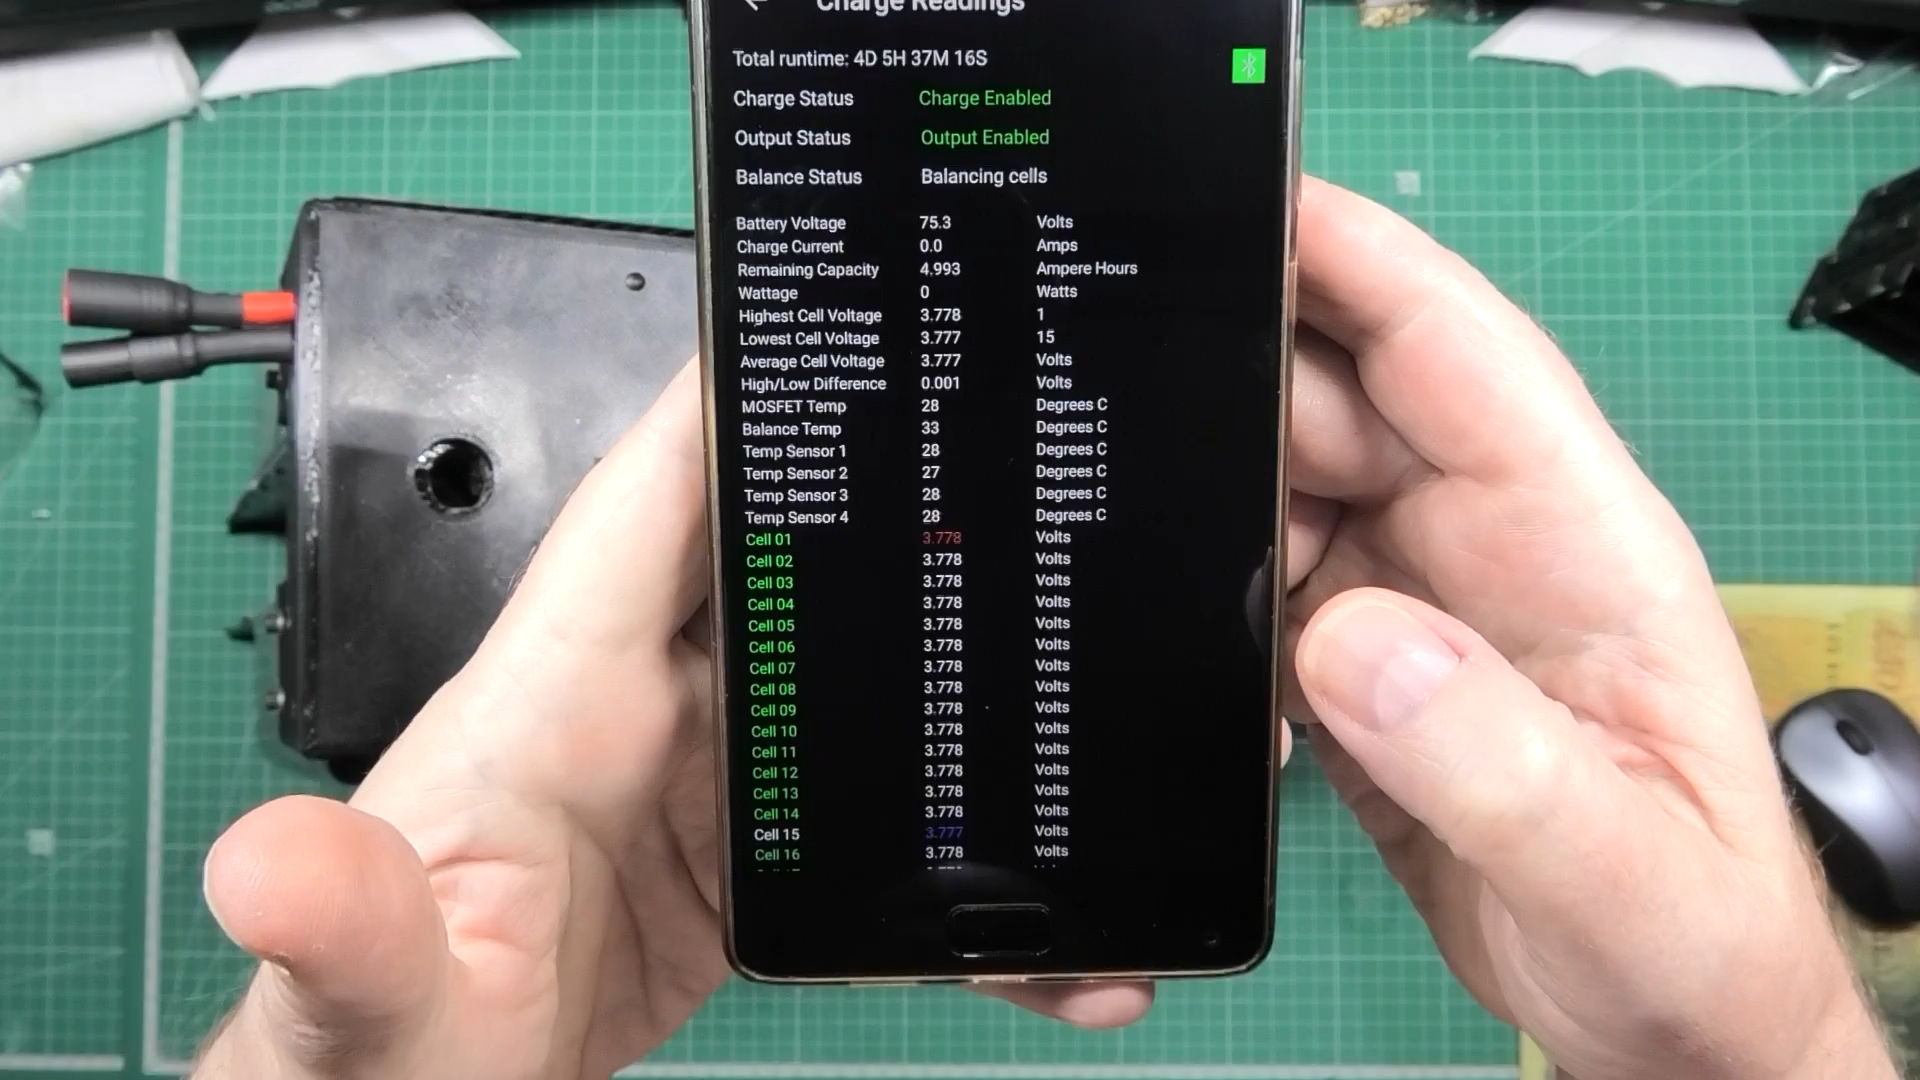 Charge Readings
Total runtime: 4D 5H 37M 16S
Charge Status Charge Enabled
Output Status Output Enabled
Balance Status Balancing cells
Battery Voltage 75.3 Volts
Charge Current 0.0 Amps
Remaining Capacity 4.993 Ampere Hours
Wattage 0 Watts
Highest Cell Voltage 3.778 1
Lowest Cell Voltage 3.777 15
Average Cell Voltage 3.777 Volts
High/Low Difference 0.001 Volts
MOSFET Temp 28 Degrees C
Balance Temp 33 Degrees C
Temp Sensor 1 28 Degrees C
Temp Sensor 2 27 Degrees C
Temp Sensor 3 28 Degrees C
Temp Sensor 4 28 Degrees C
Cell 01 3.778 Volts
Cell 02 3.778 Volts
Cell 03 3.778 Volts
Cell 04 3.778 Volts
Cell 05 3.778 Volts
Cell 06 3.778 Volts
Cell 07 3.778 Volts
Cell 08 3.778 Volts
Cell 09 3.778 Volts
Cell 10 3.778 Volts
Cell 11 3.778 Volts
Cell 12 3.778 Volts
Cell 13 3.778 Volts
Cell 14 3.778 Volts
Cell 15 3.777 Volts
Cell 16 3.778 Volts